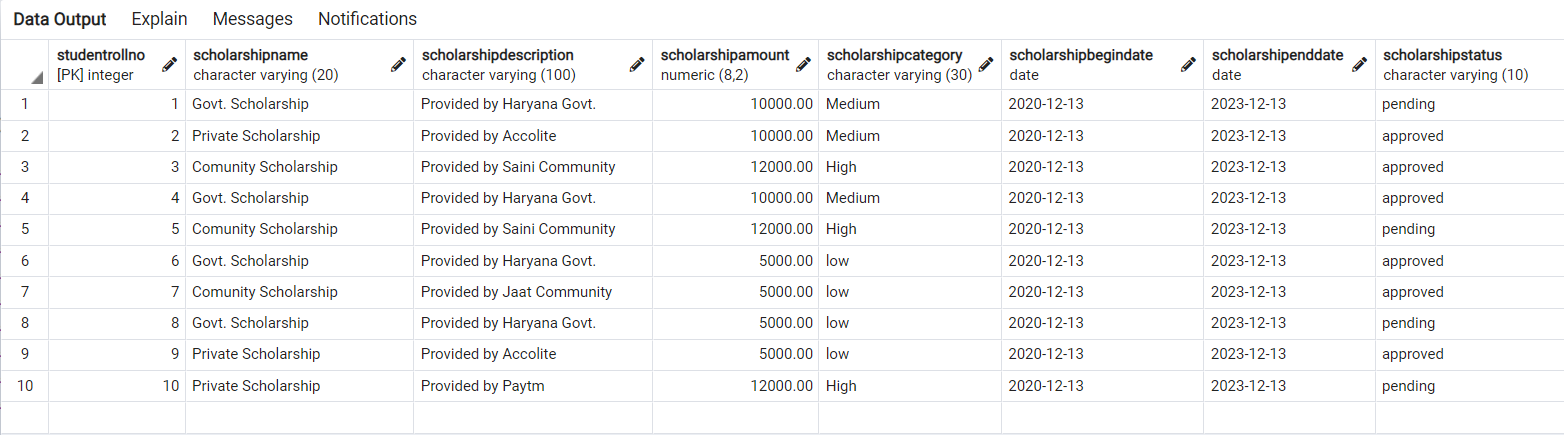 Data Output Explain Messages Notifications
studentrollno scholarshipname scholarshipdescription scholarshipamount scholarshipcategory scholarshipbegindate scholarshipenddate scholarshipstatus
[PK] integer character varying (20) character varying (100) numeric (8,2) character varying (30) date date character varying (10)
1 1 Govt. Scholarship Provided by Haryana Govt. 10000.00 Medium 2020-12-13 2023-12-13 pending
2 2 Private Scholarship Provided by Accolite 10000.00 Medium 2020-12-13 2023-12-13 approved
3 3 Comunity Scholarship Provided by Saini Community 12000.00 High 2020-12-13 2023-12-13 approved
4 4 Govt. Scholarship Provided by Haryana Govt. 10000.00 Medium 2020-12-13 2023-12-13 approved
5 5 Comunity Scholarship Provided by Saini Community 12000.00 High 2020-12-13 2023-12-13 pending
6 6 Govt. Scholarship Provided by Haryana Govt. 5000.00 low 2020-12-13 2023-12-13 approved
7 7 Comunity Scholarship Provided by Jaat Community 5000.00 low 2020-12-13 2023-12-13 approved
8 8 Govt. Scholarship Provided by Haryana Govt. 5000.00 low 2020-12-13 2023-12-13 pending
9 9 Private Scholarship Provided by Accolite 5000.00 low 2020-12-13 2023-12-13 approved
10 10 Private Scholarship Provided by Paytm 12000.00 High 2020-12-13 2023-12-13 pending